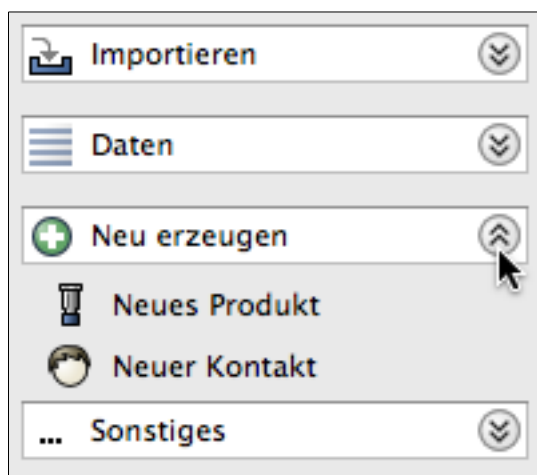 Importieren
Daten
Neu erzeugen
Neues Produkt
Neuer Kontakt
... Sonstiges